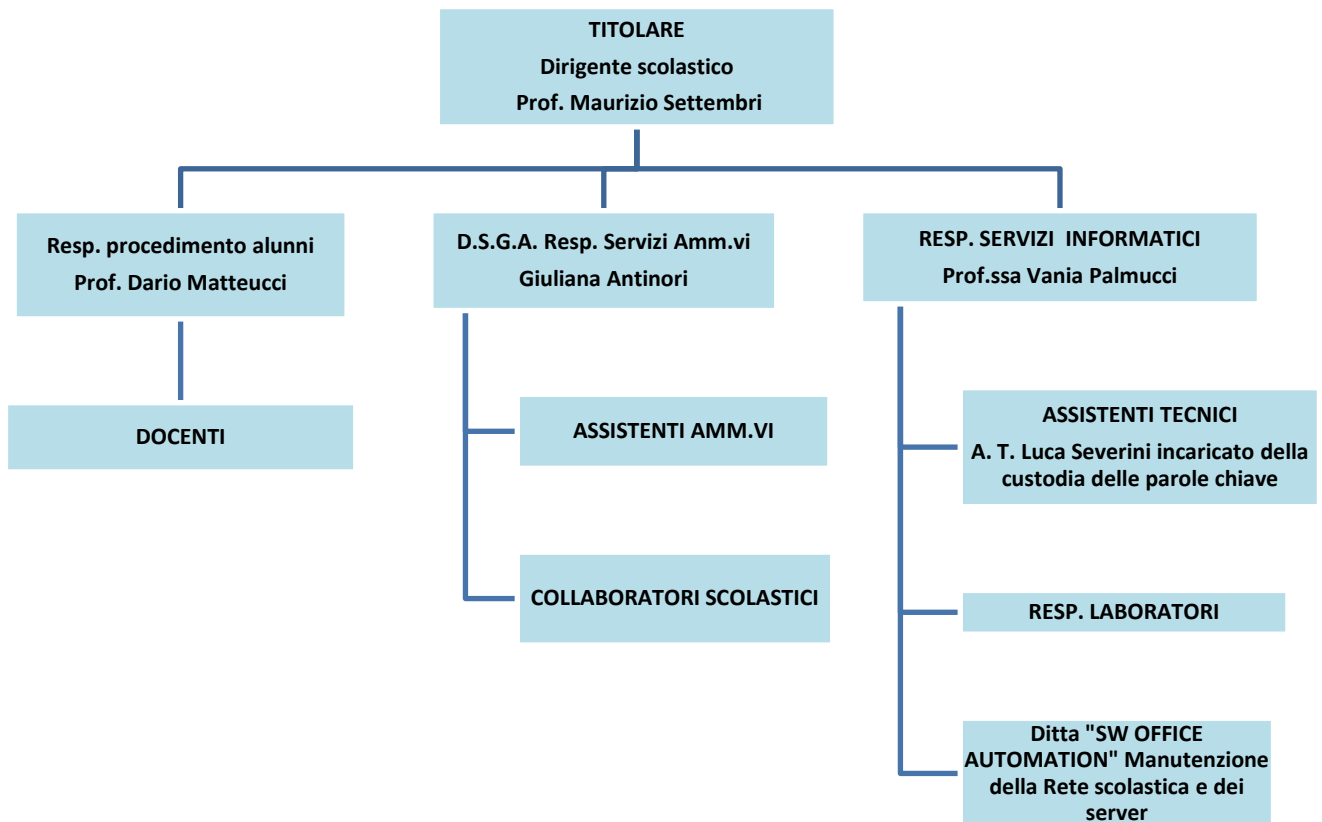 TITOLARE
Dirigente scolastico
Prof. Maurizio Settembri
Resp. procedimento alunni
Prof. Dario Matteucci
D.S.G.A. Resp. Servizi Amm.vi
Giuliana Antinori
RESP. SERVIZI  INFORMATICI
Prof.ssa Vania Palmucci
DOCENTI
ASSISTENTI AMM.VI
COLLABORATORI SCOLASTICI
ASSISTENTI TECNICI
A. T. Luca Severini incaricato della
custodia delle parole chiave
RESP. LABORATORI
Ditta "SW OFFICE
AUTOMATION" Manutenzione
della Rete scolastica e dei
server